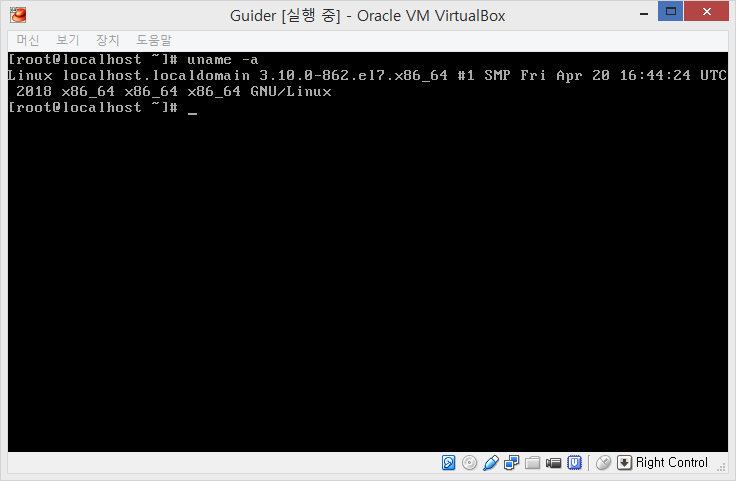 Guider [실행 중] - Oracle VM VirtualBox
머신 보기 장치 도움말
[root@localhost ~]# uname -a
Linux localhost.localdomain 3.10.0-862.el7.x86_64 #1 SMP Fri Apr 20 16:44:24 UTC
2018 x86_64 x86_64 x86_64 GNU/Linux
[root@localhost ~]# _
Right Control